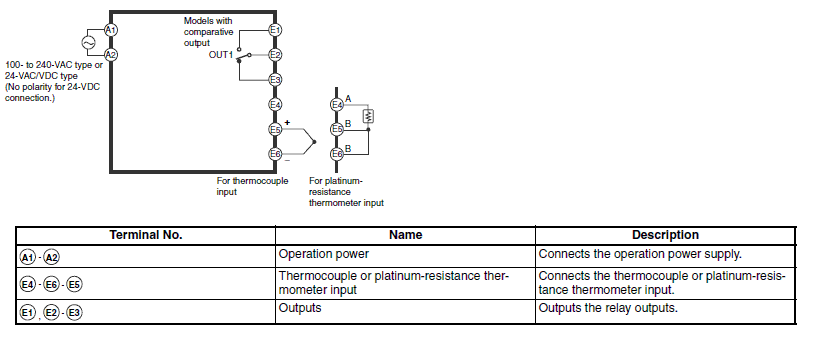 Models with
comparative
output
OUT1
A1
A2
E1
E2
E3
E4
E5
E6
+
–
100- to 240-VAC type or
24-VAC/VDC type
(No polarity for 24-VDC
connection.)
E4
A
E5
B
E6
B
For thermocouple
input
For platinum-
resistance
thermometer input
Terminal No. Name Description
A1 - A2 Operation power Connects the operation power supply.
E4 - E6 - E5 Thermocouple or platinum-resistance ther-
mometer input
Connects the thermocouple or platinum-resis-
tance thermometer input.
E1 , E2 - E3 Outputs Outputs the relay outputs.